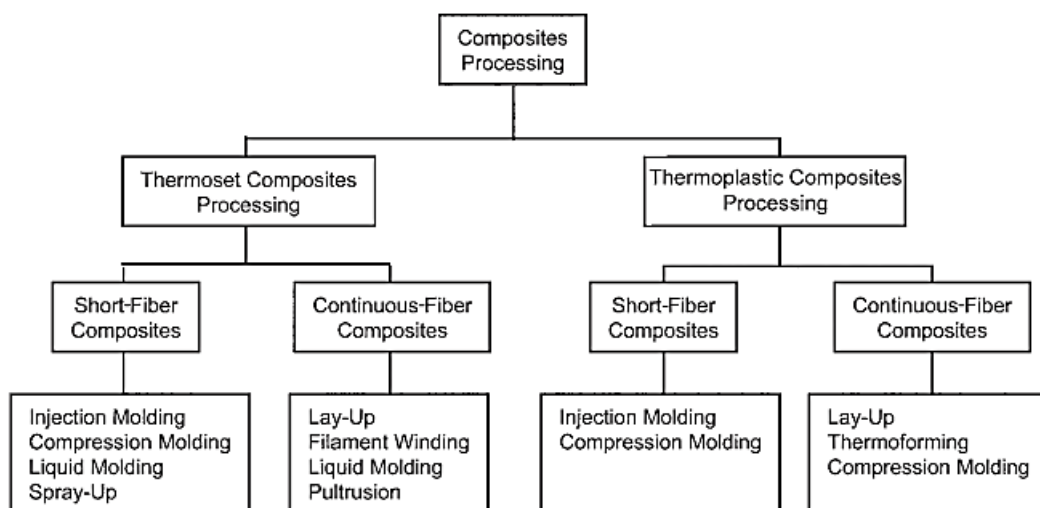 Composites
Processing
Thermoset Composites
Processing
Thermoplastic Composites
Processing
Short-Fiber
Composites
Continuous-Fiber
Composites
Short-Fiber
Composites
Continuous-Fiber
Composites
Injection Molding
Compression Molding
Liquid Molding
Spray-Up
Lay-Up
Filament Winding
Liquid Molding
Pultrusion
Injection Molding
Compression Molding
Lay-Up
Thermoforming
Compression Molding